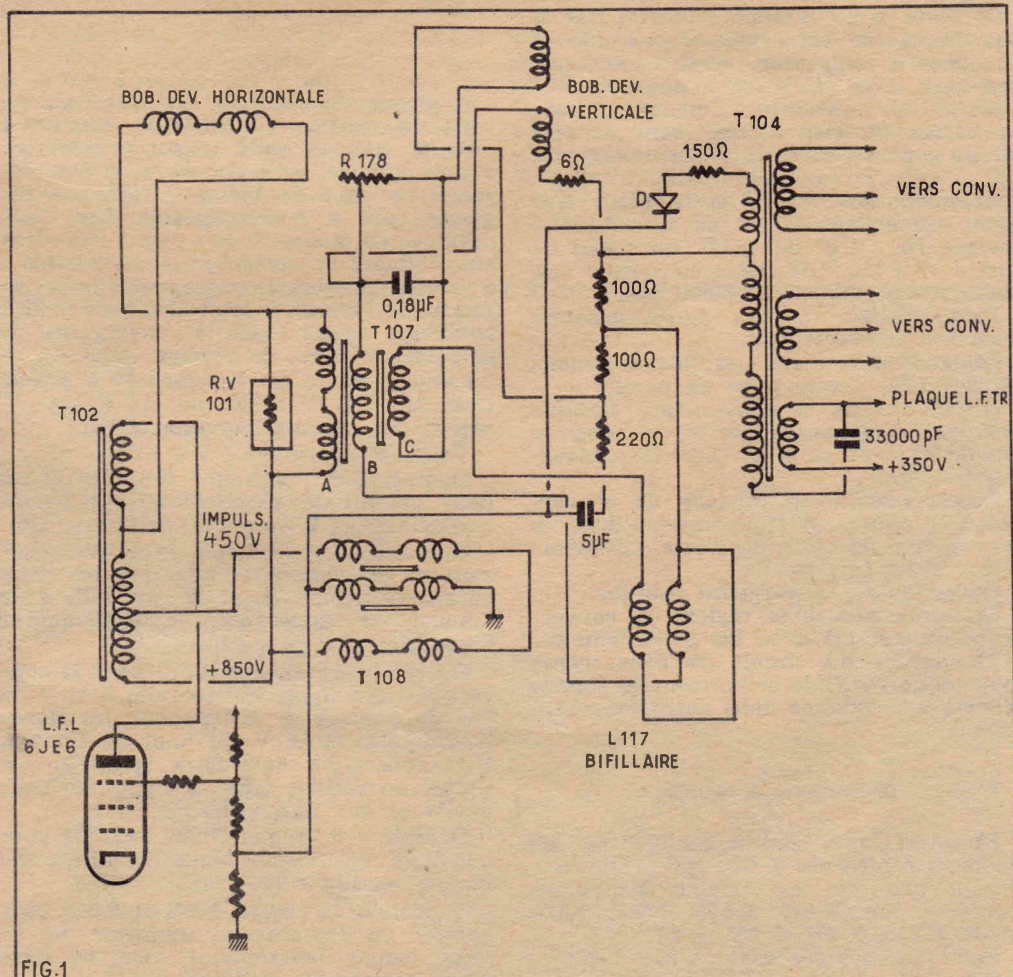 BOB. DEV. HORIZONTALE
BOB. DEV.
VERTICALE
T 104
R 178
6Ω
150Ω
D
VERS CONV.
0,18µF
T 107
100Ω
VERS CONV.
100Ω
R.V
101
T 102
PLAQUE L.F.TR
33000 pF
+350V
220Ω
A
B
C
IMPULS.
450V
5µF
+850V
T 108
L.F.L
6JE6
L117
BIFILLAIRE
FIG.1